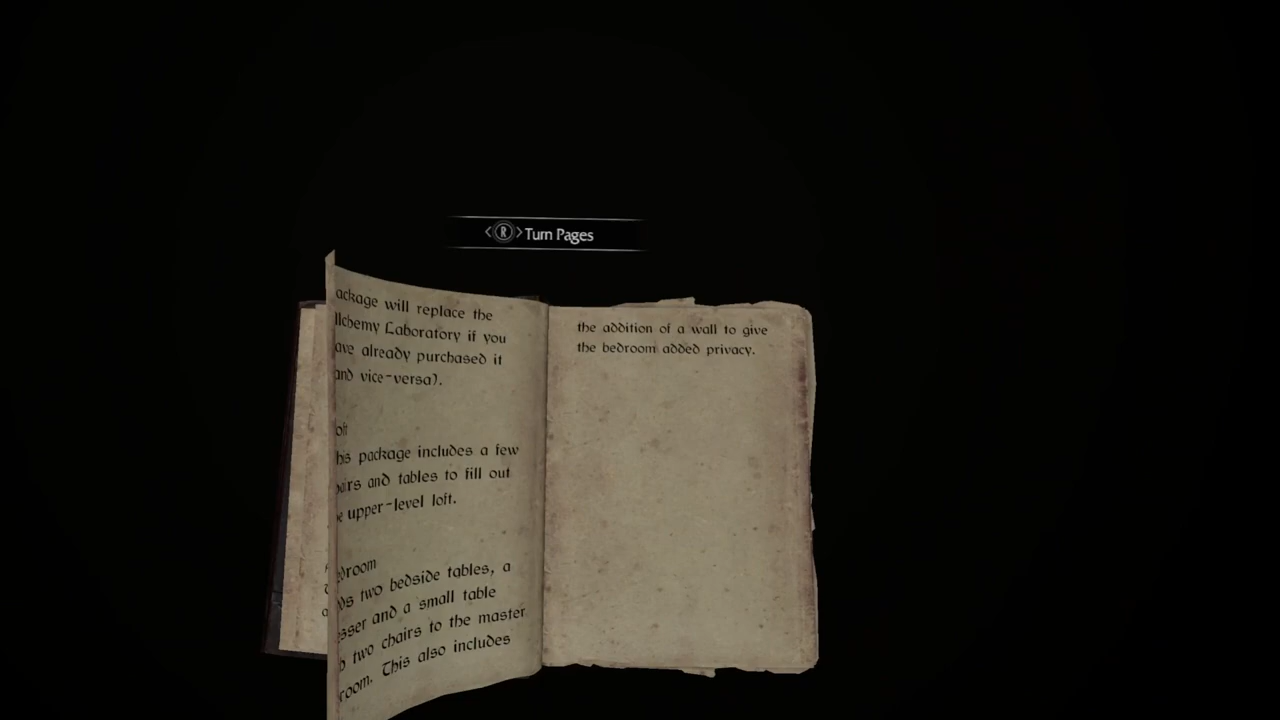 Turn Pages
ackage will replace the
lchemy Laboratory if you
ave already purchased it
and vice-versa).
oft
his package includes a few
airs and tables to fill out
e upper-level loft.
edroom
ds two bedside tables, a
esser and a small table
d two chairs to the master
room. This also includes
the addition of a wall to give
the bedroom added privacy.